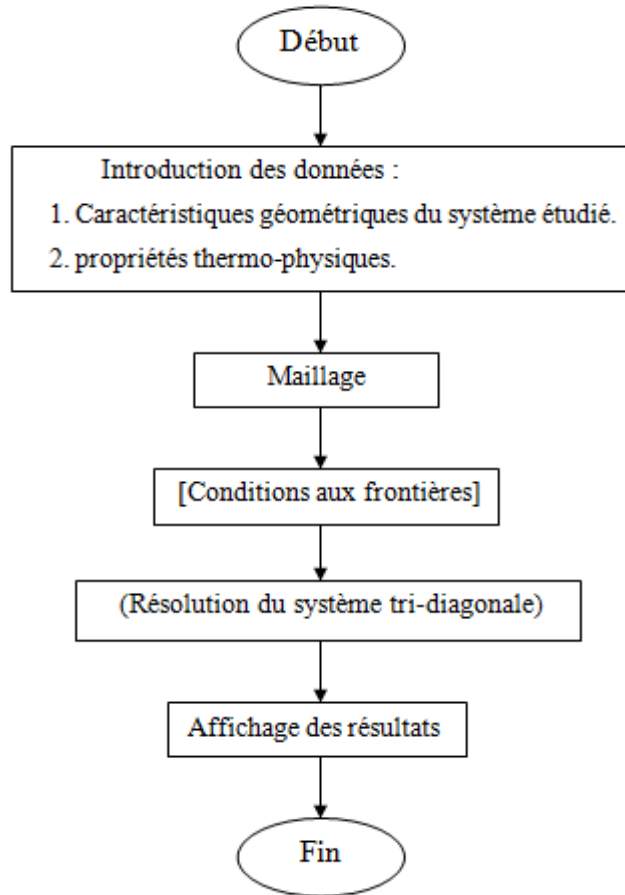 Début
Introduction des données :
1. Caractéristiques géométriques du système étudié.
2. propriétés thermo-physiques.
Maillage
[Conditions aux frontières]
(Résolution du système tri-diagonale)
Affichage des résultats
Fin